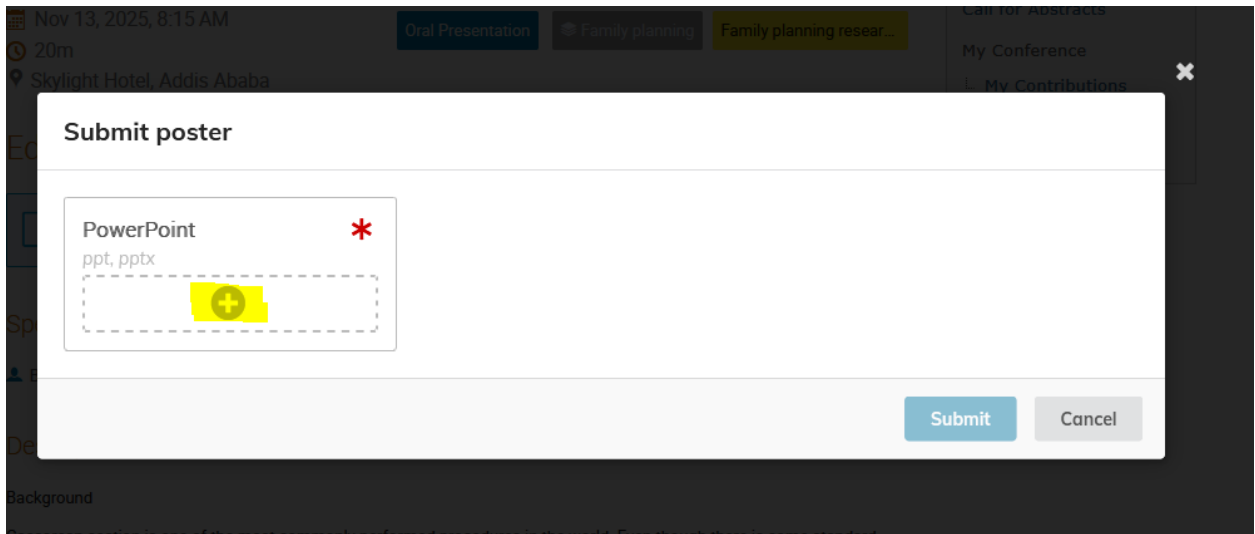 Nov 13, 2025, 8:15 AM
20m
Skylight Hotel, Addis Ababa
Oral Presentation
Family planning
Family planning resear...
Call for Abstracts
My Conference
My Contributions
Submit poster
PowerPoint
ppt, pptx
Submit
Cancel
Background